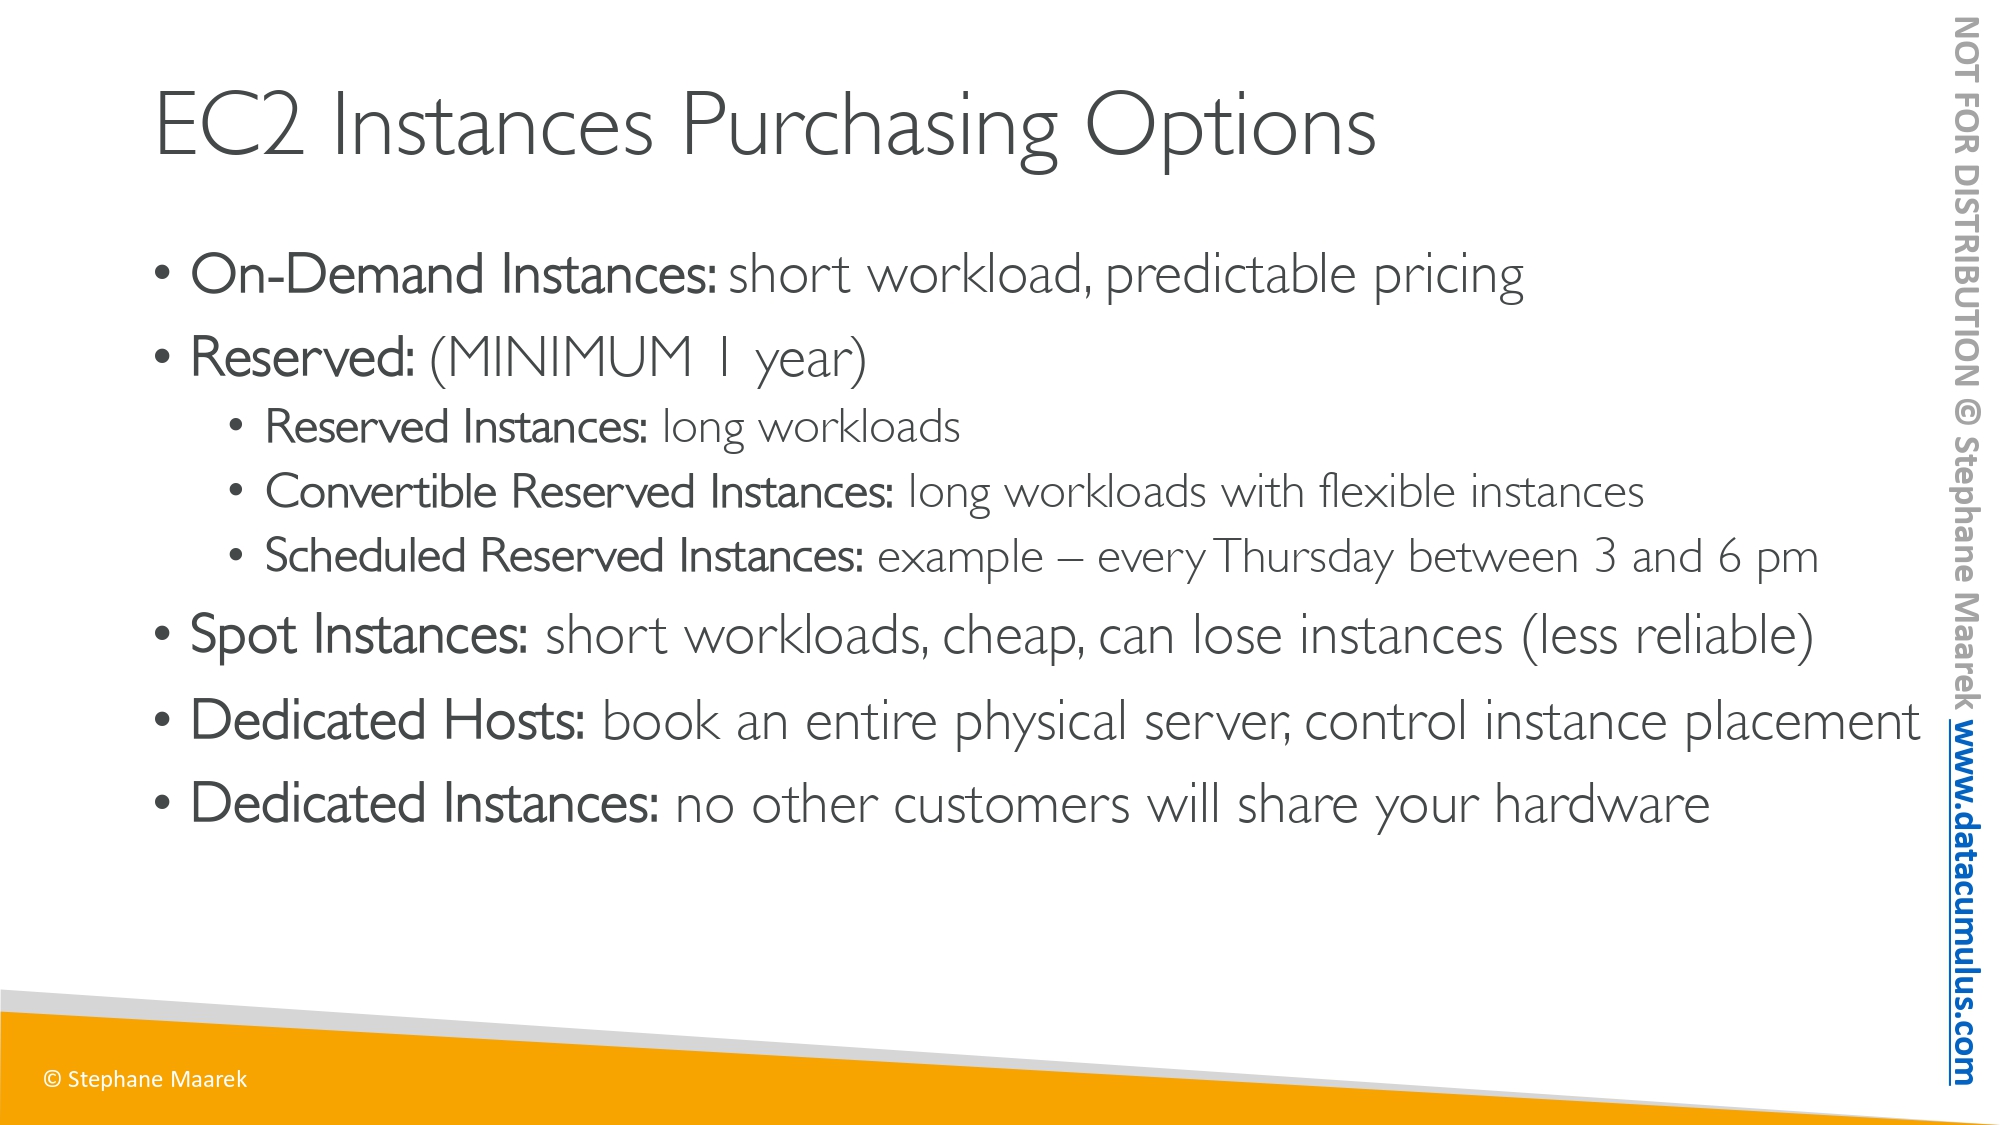 EC2 Instances Purchasing Options
• On-Demand Instances: short workload, predictable pricing
• Reserved: (MINIMUM 1 year)
• Reserved Instances: long workloads
• Convertible Reserved Instances: long workloads with flexible instances
• Scheduled Reserved Instances: example – every Thursday between 3 and 6 pm
• Spot Instances: short workloads, cheap, can lose instances (less reliable)
• Dedicated Hosts: book an entire physical server, control instance placement
• Dedicated Instances: no other customers will share your hardware
© Stephane Maarek
NOT FOR DISTRIBUTION © Stephane Maarek www.datacumulus.com